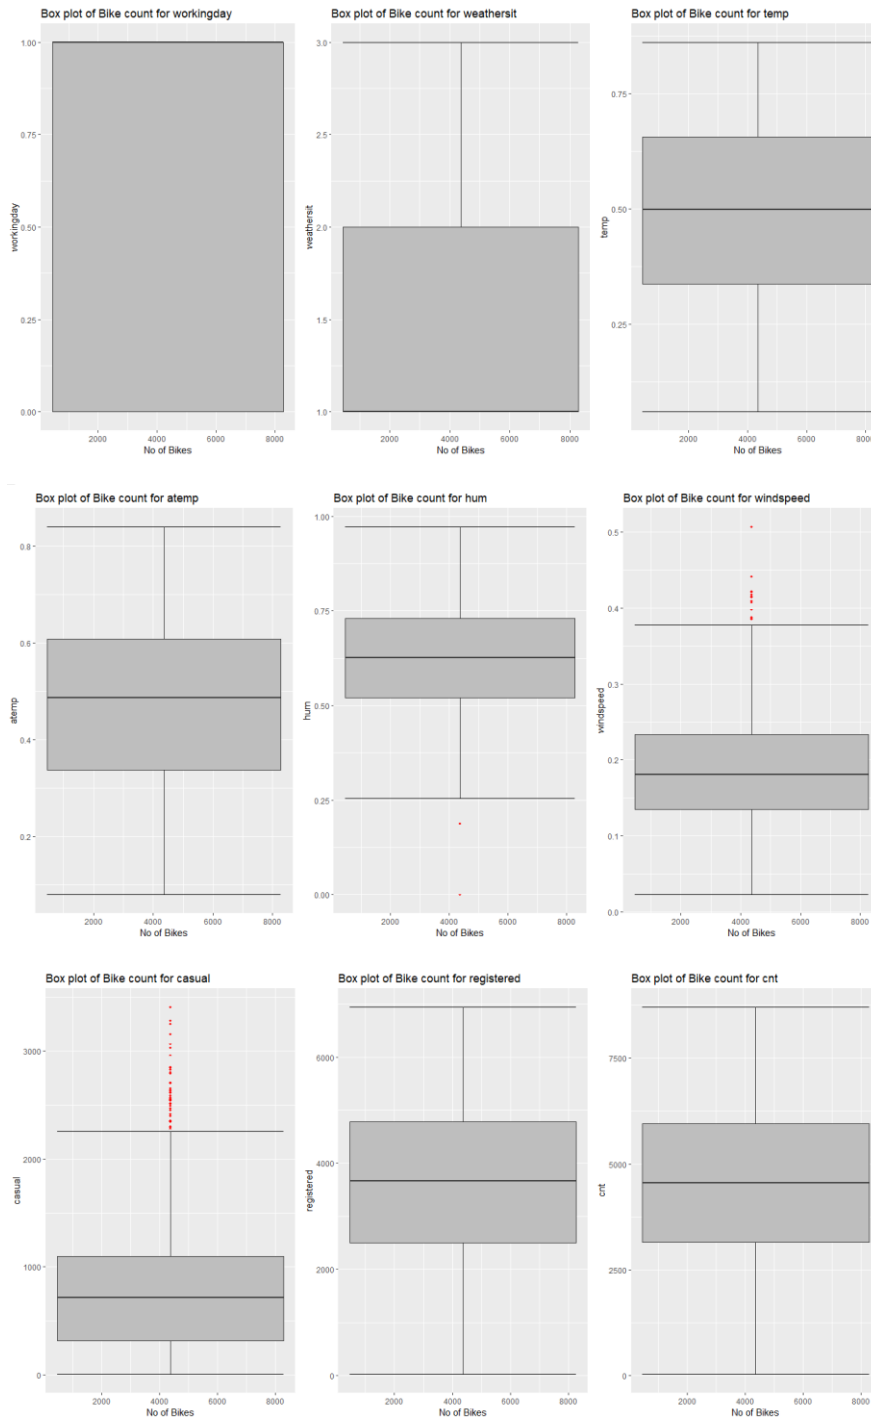 Box plot of Bike count for workingday
1.00
0.75
0.50
0.25
0.00
workingday
2000 4000 6000 8000
No of Bikes
Box plot of Bike count for weathersit
3.0
2.5
2.0
1.5
1.0
weathersit
2000 4000 6000 8000
No of Bikes
Box plot of Bike count for temp
0.75
0.50
0.25
temp
2000 4000 6000 8000
No of Bikes
Box plot of Bike count for atemp
0.8
0.6
0.4
0.2
atemp
2000 4000 6000 8000
No of Bikes
Box plot of Bike count for hum
1.00
0.75
0.50
0.25
0.00
hum
2000 4000 6000 8000
No of Bikes
Box plot of Bike count for windspeed
0.5
0.4
0.3
0.2
0.1
0.0
windspeed
2000 4000 6000 8000
No of Bikes
Box plot of Bike count for casual
3000
2000
1000
0
casual
2000 4000 6000 8000
No of Bikes
Box plot of Bike count for registered
6000
4000
2000
0
registered
2000 4000 6000 8000
No of Bikes
Box plot of Bike count for cnt
7500
5000
2500
0
cnt
2000 4000 6000 8000
No of Bikes